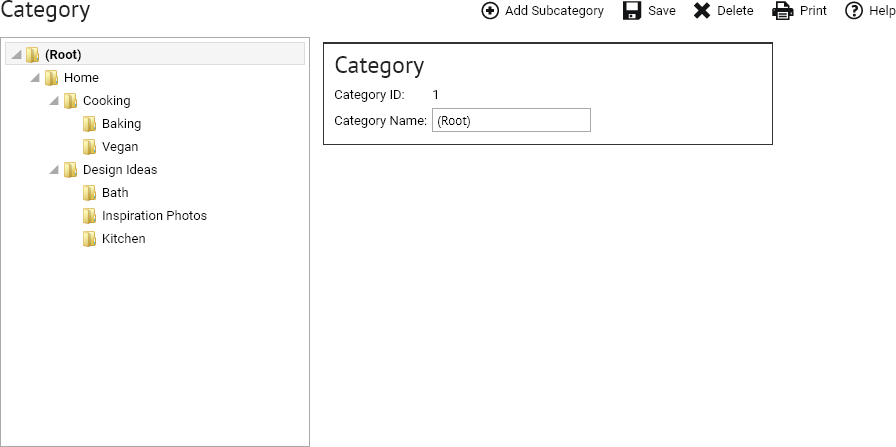 Category
Add Subcategory Save Delete Print Help
(Root)
Home
Cooking
Baking
Vegan
Design Ideas
Bath
Inspiration Photos
Kitchen
Category
Category ID: 1
Category Name: (Root)